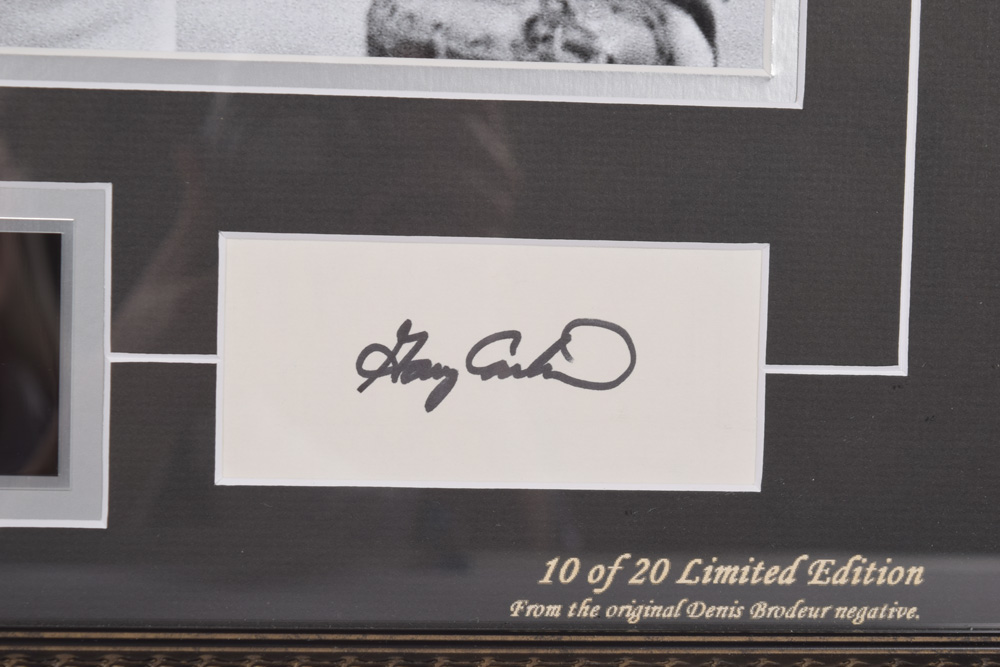 Gary Carter
10 of 20 Limited Edition
From the original Denis Brodeur negative.